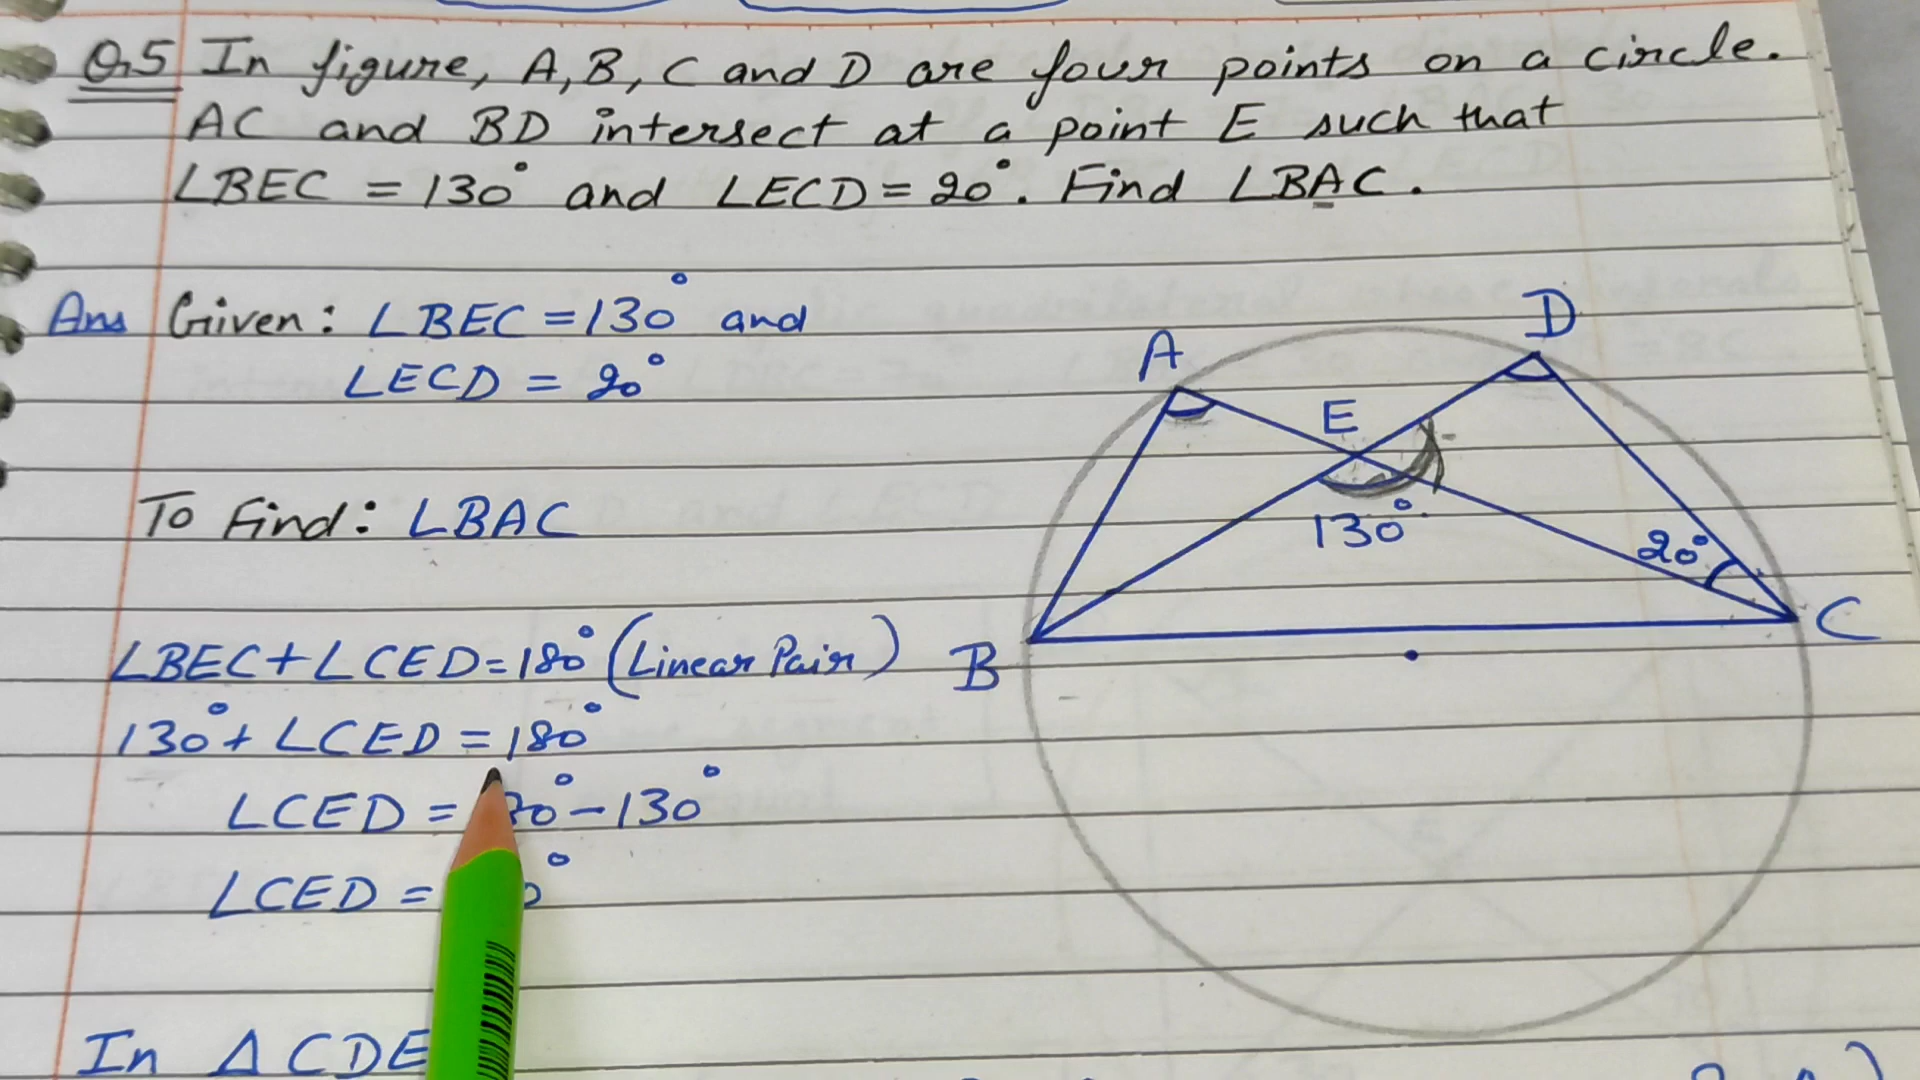 Q.5 In figure, A, B, C and D are four points on a circle.
AC and BD intersect at a point E such that
∠BEC = 130° and ∠ECD = 20°. Find ∠BAC.
Ans Given: ∠BEC = 130° and
∠ECD = 20°
To Find: ∠BAC
∠BEC + ∠CED = 180° (Linear Pair)
130° + ∠CED = 180°
∠CED = 0° - 130°
∠CED = °
In △CDE
A
D
E
130°
20°
B
C